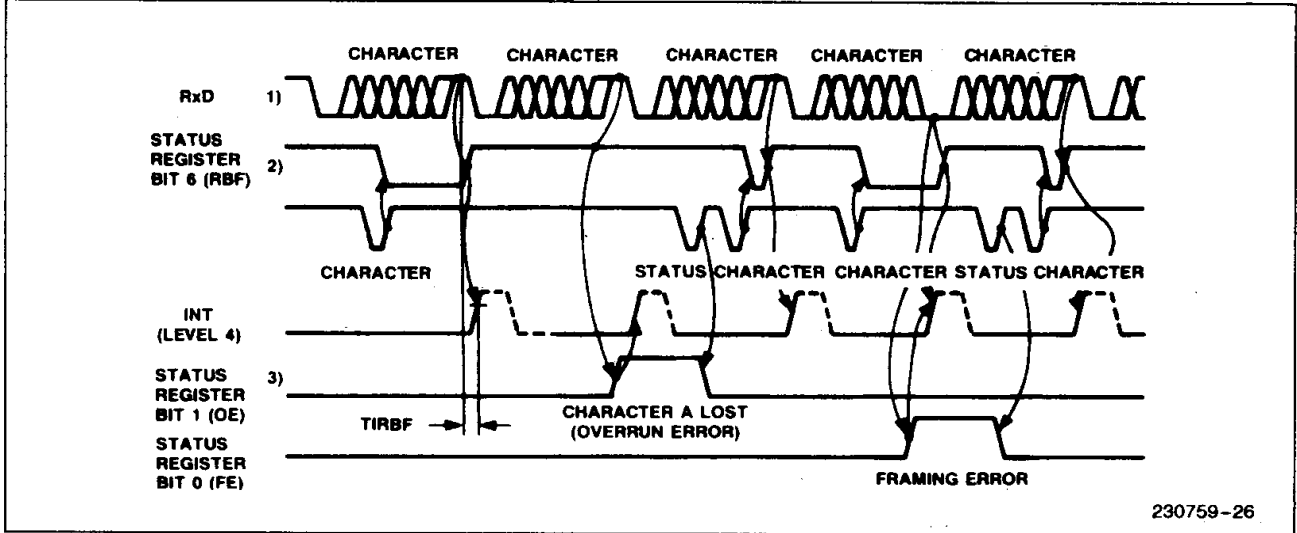 CHARACTER CHARACTER CHARACTER CHARACTER CHARACTER
RxD 1)
STATUS
REGISTER 2)
BIT 6 (RBF)
CHARACTER STATUS CHARACTER CHARACTER STATUS CHARACTER
INT
(LEVEL 4)
STATUS 3)
REGISTER
BIT 1 (OE)
TIRBF
CHARACTER A LOST
(OVERRUN ERROR)
STATUS
REGISTER
BIT 0 (FE)
FRAMING ERROR
230759-26